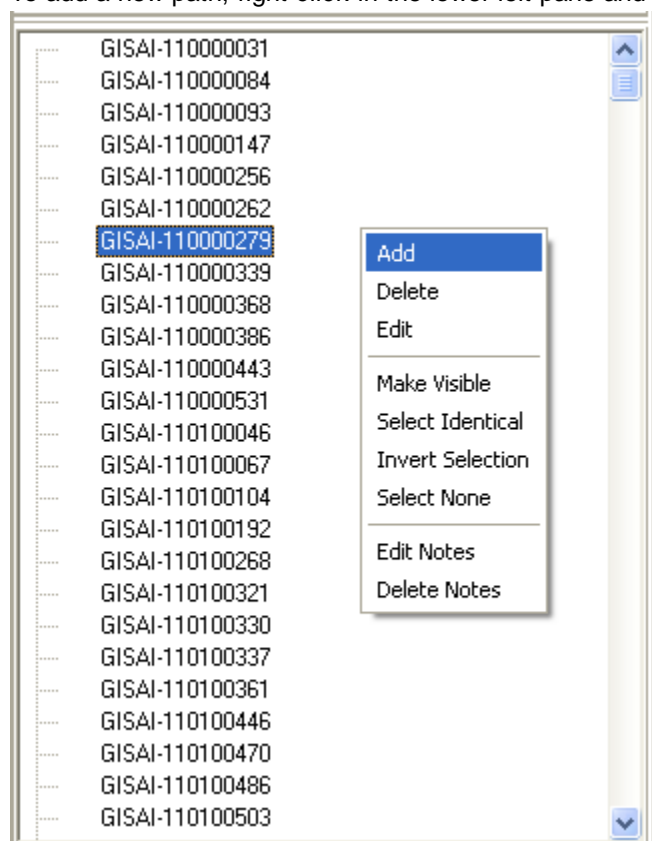 To add a new path, right-click in the lower left pane and
GISAI-110000031
GISAI-110000084
GISAI-110000093
GISAI-110000147
GISAI-110000256
GISAI-110000262
GISAI-110000279
GISAI-110000339
GISAI-110000368
GISAI-110000386
GISAI-110000443
GISAI-110000531
GISAI-110100046
GISAI-110100067
GISAI-110100104
GISAI-110100192
GISAI-110100268
GISAI-110100321
GISAI-110100330
GISAI-110100337
GISAI-110100361
GISAI-110100446
GISAI-110100470
GISAI-110100486
GISAI-110100503
Add
Delete
Edit
Make Visible
Select Identical
Invert Selection
Select None
Edit Notes
Delete Notes